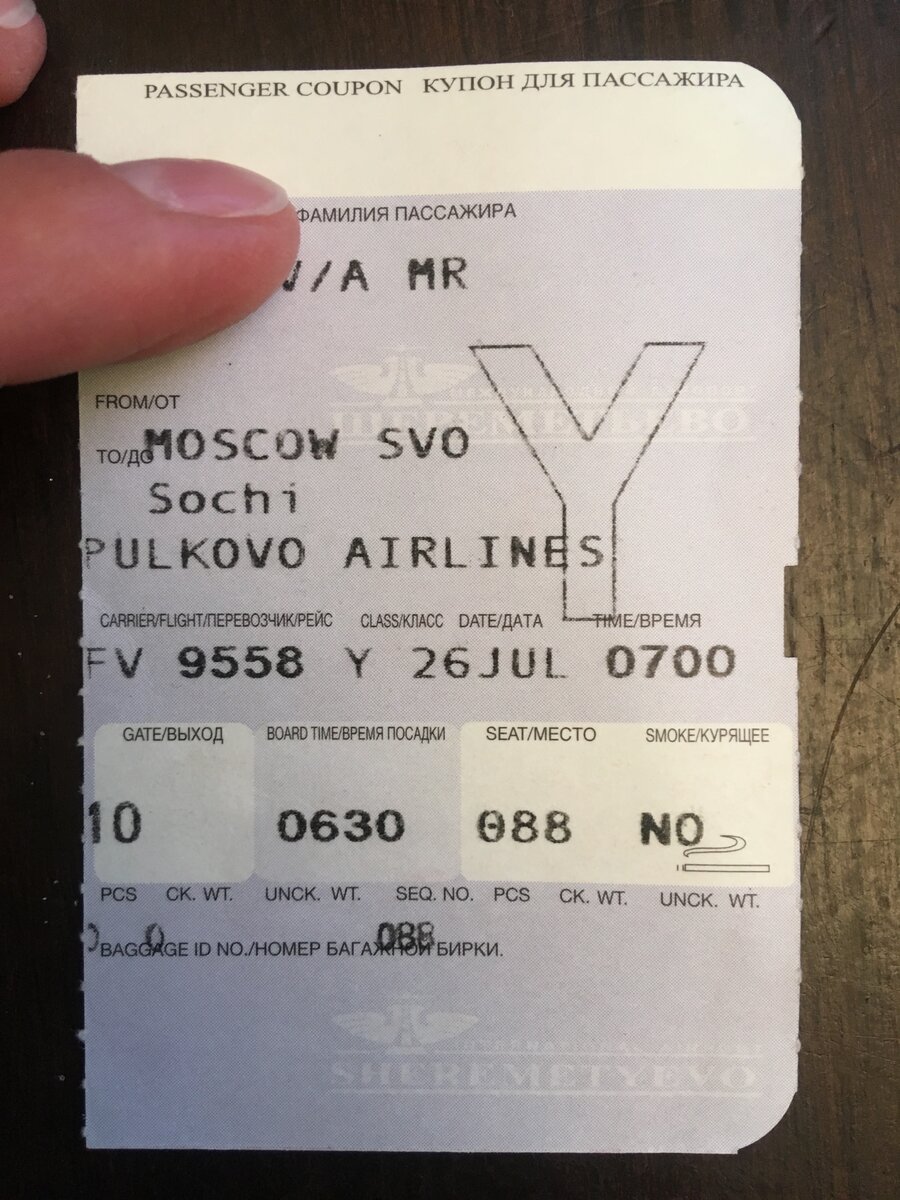 PASSENGER COUPON КУПОН ДЛЯ ПАССАЖИРА
ФАМИЛИЯ ПАССАЖИРА
V/A MR
Y
FROM/ОТ
SHEREMETYEVO
TO/ДО MOSCOW SVO
Sochi
PULKOVO AIRLINES
CARRIER/FLIGHT/ПЕРЕВОЗЧИК/РЕЙС CLASS/КЛАСС DATE/ДАТА TIME/ВРЕМЯ
FV 9558 Y 26JUL 0700
GATE/ВЫХОД BOARD TIME/ВРЕМЯ ПОСАДКИ SEAT/МЕСТО SMOKE/КУРЯЩЕЕ
10 0630 088 NO
PCS CK. WT. UNCK. WT. SEQ. NO. PCS CK. WT. UNCK. WT.
0 0 088
BAGGAGE ID NO./НОМЕР БАГАЖНОЙ БИРКИ.
SHEREMETYEVO